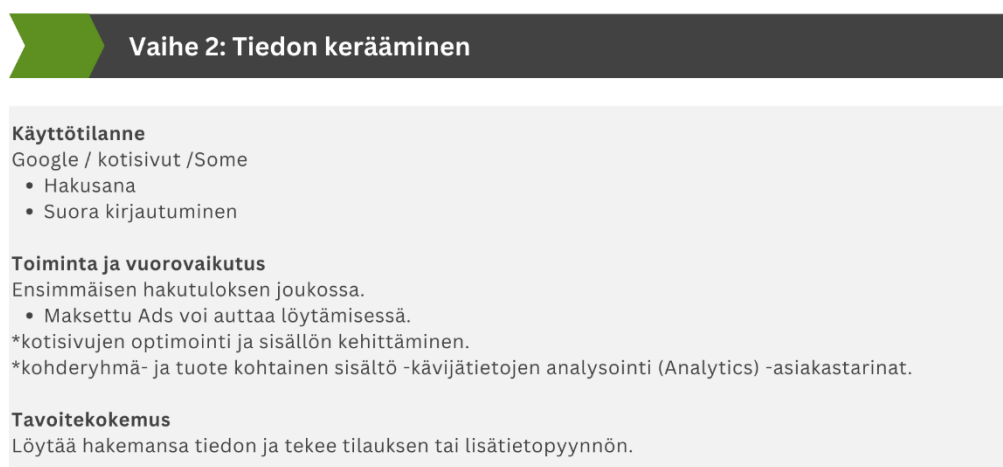 Vaihe 2: Tiedon kerääminen
Käyttötilanne
Google / kotisivut /Some
• Hakusana
• Suora kirjautuminen
Toiminta ja vuorovaikutus
Ensimmäisen hakutuloksen joukossa.
• Maksettu Ads voi auttaa löytämisessä.
*kotisivujen optimointi ja sisällön kehittäminen.
*kohderyhmä- ja tuote kohtainen sisältö -kävijätietojen analysointi (Analytics) -asiakastarinat.
Tavoitekokemus
Löytää hakemansa tiedon ja tekee tilauksen tai lisätietopyynnön.